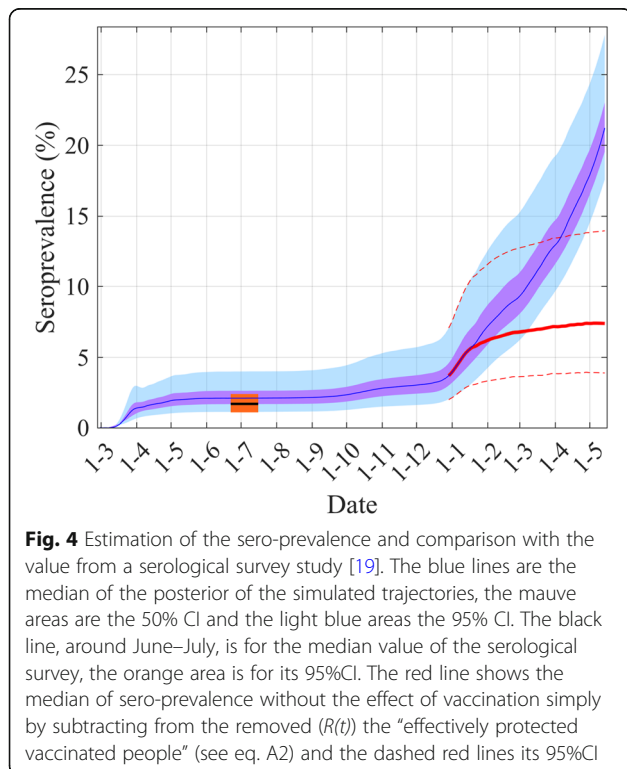 25
20
15
10
5
0
Seroprevalence (%)
1-3
1-4
1-5
1-6
1-7
1-8
1-9
1-10
1-11
1-12
1-1
1-2
1-3
1-4
1-5
Date
Fig. 4 Estimation of the sero-prevalence and comparison with the
value from a serological survey study [19]. The blue lines are the
median of the posterior of the simulated trajectories, the mauve
areas are the 50% CI and the light blue areas the 95% CI. The black
line, around June–July, is for the median value of the serological
survey, the orange area is for its 95%CI. The red line shows the
median of sero-prevalence without the effect of vaccination simply
by subtracting from the removed (R(t)) the “effectively protected
vaccinated people” (see eq. A2) and the dashed red lines its 95%CI